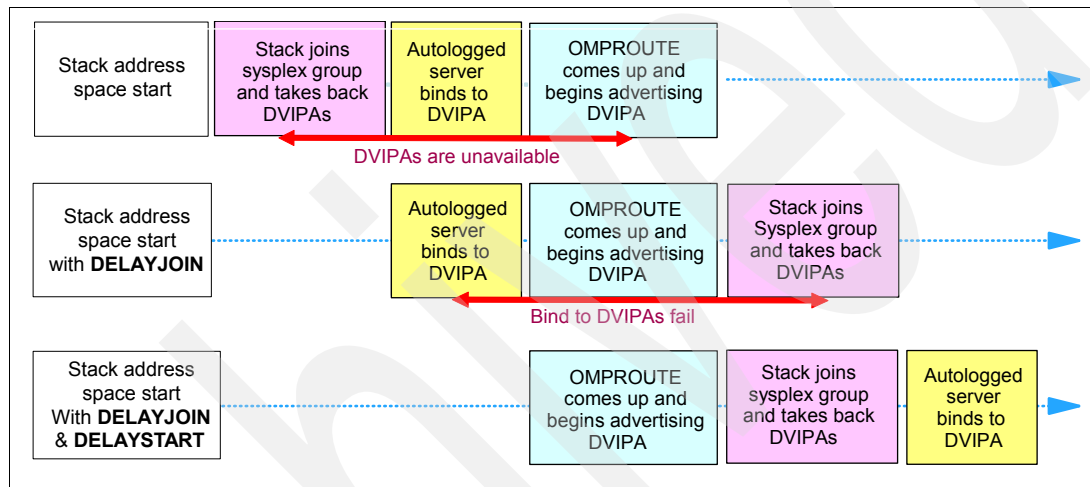 Stack address
space start
Stack joins
sysplex group
and takes back
DVIPAs
Autologged
server
binds to
DVIPA
OMPROUTE
comes up and
begins advertising
DVIPA
DVIPAs are unavailable
Stack address
space start
with DELAYJOIN
Autologged
server
binds to
DVIPA
OMPROUTE
comes up and
begins advertising
DVIPA
Stack joins
Sysplex group
and takes back
DVIPAs
Bind to DVIPAs fail
Stack address
space start
With DELAYJOIN
& DELAYSTART
OMPROUTE
comes up and
begins advertising
DVIPA
Stack joins
sysplex group
and takes back
DVIPAs
Autologged
server
binds to
DVIPA